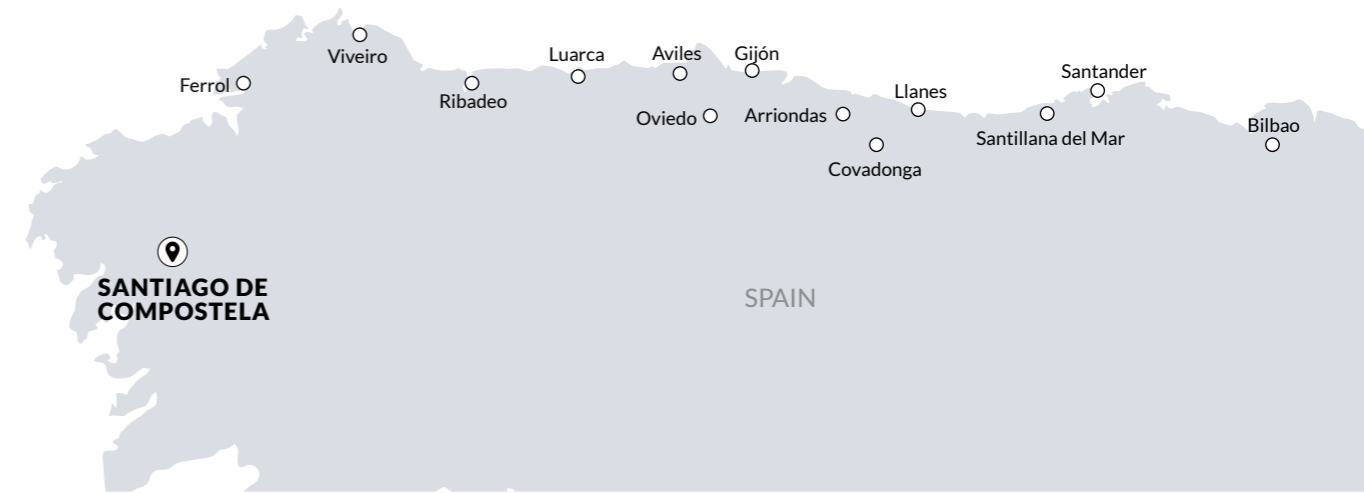 Viveiro
Luarca
Aviles
Gijón
Ferrol
Ribadeo
Oviedo
Arriondas
Llanes
Santander
Covadonga
Santillana del Mar
Bilbao
SANTIAGO DE
COMPOSTELA
SPAIN